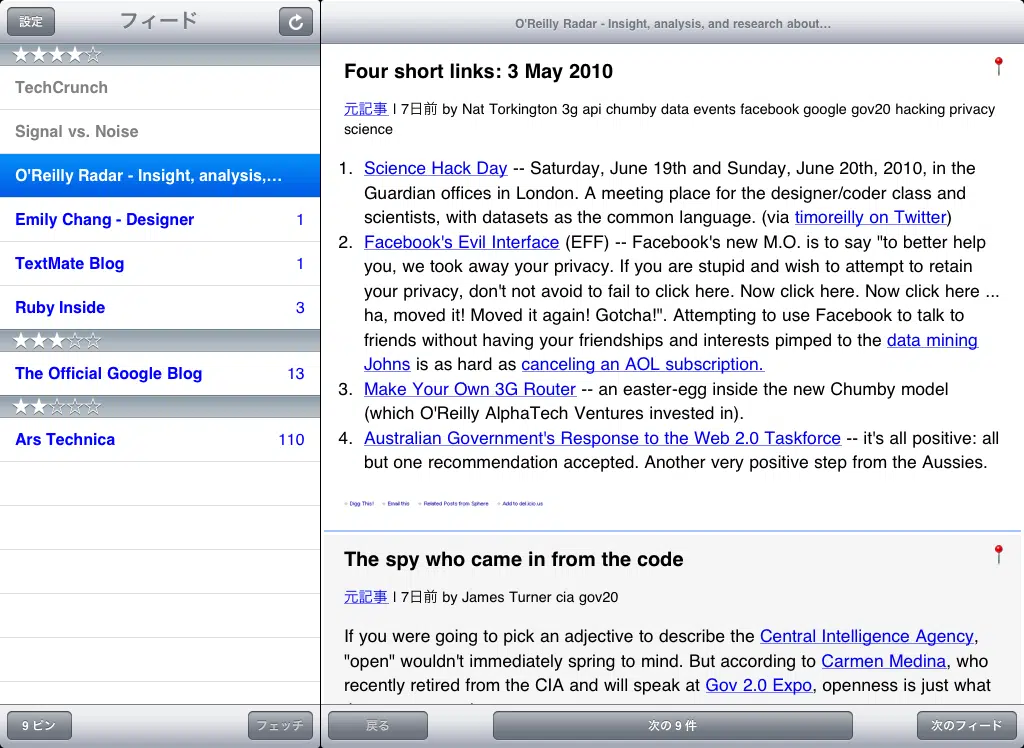 設定
フィード
★★★★☆
TechCrunch
Signal vs. Noise
O'Reilly Radar - Insight, analysis,...
Emily Chang - Designer 1
TextMate Blog 1
Ruby Inside 3
★★★☆☆
The Official Google Blog 13
★★☆☆☆
Ars Technica 110
9 ピン
フェッチ
O'Reilly Radar - Insight, analysis, and research about...
Four short links: 3 May 2010
元記事 | 7日前 by Nat Torkington 3g api chumby data events facebook google gov20 hacking privacy
science
1. Science Hack Day -- Saturday, June 19th and Sunday, June 20th, 2010, in the
Guardian offices in London. A meeting place for the designer/coder class and
scientists, with datasets as the common language. (via timoreilly on Twitter)
2. Facebook's Evil Interface (EFF) -- Facebook's new M.O. is to say "to better help
you, we took away your privacy. If you are stupid and wish to attempt to retain
your privacy, don't not avoid to fail to click here. Now click here. Now click here ...
ha, moved it! Moved it again! Gotcha!". Attempting to use Facebook to talk to
friends without having your friendships and interests pimped to the data mining
Johns is as hard as canceling an AOL subscription.
3. Make Your Own 3G Router -- an easter-egg inside the new Chumby model
(which O'Reilly AlphaTech Ventures invested in).
4. Australian Government's Response to the Web 2.0 Taskforce -- it's all positive: all
but one recommendation accepted. Another very positive step from the Aussies.
Digg This! Email this Related Posts from Sphere Add to del.icio.us
The spy who came in from the code
元記事 | 7日前 by James Turner cia gov20
If you were going to pick an adjective to describe the Central Intelligence Agency,
"open" wouldn't immediately spring to mind. But according to Carmen Medina, who
recently retired from the CIA and will speak at Gov 2.0 Expo, openness is just what
戻る
次の 9 件
次のフィード